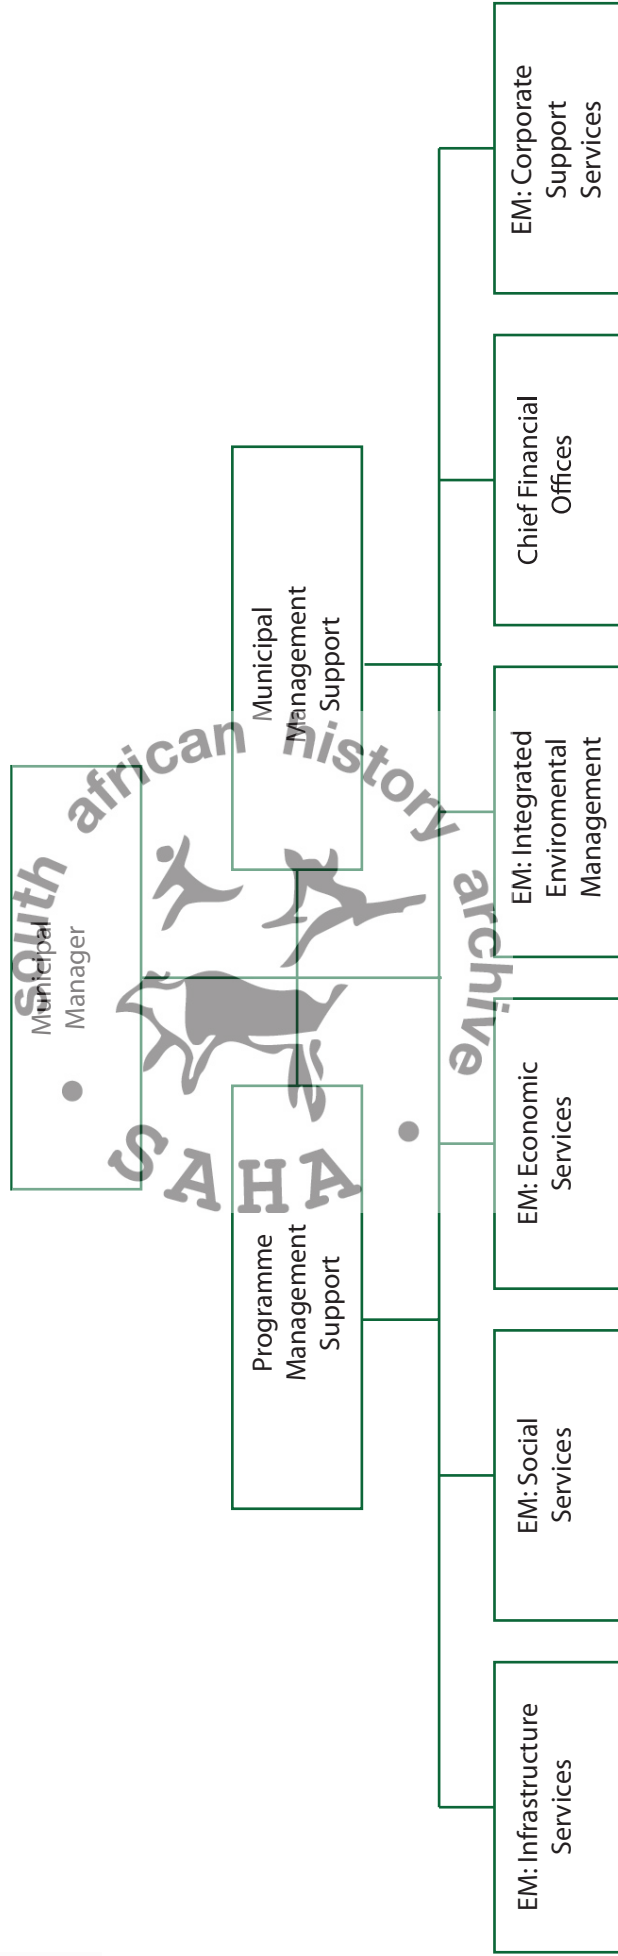 Municipal
Manager
Programme
Management
Support
Municipal
Management
Support
EM: Infrastructure
Services
EM: Social
Services
EM: Economic
Services
EM: Integrated
Enviromental
Management
Chief Financial
Offices
EM: Corporate
Support
Services
south african history archive
SAHA